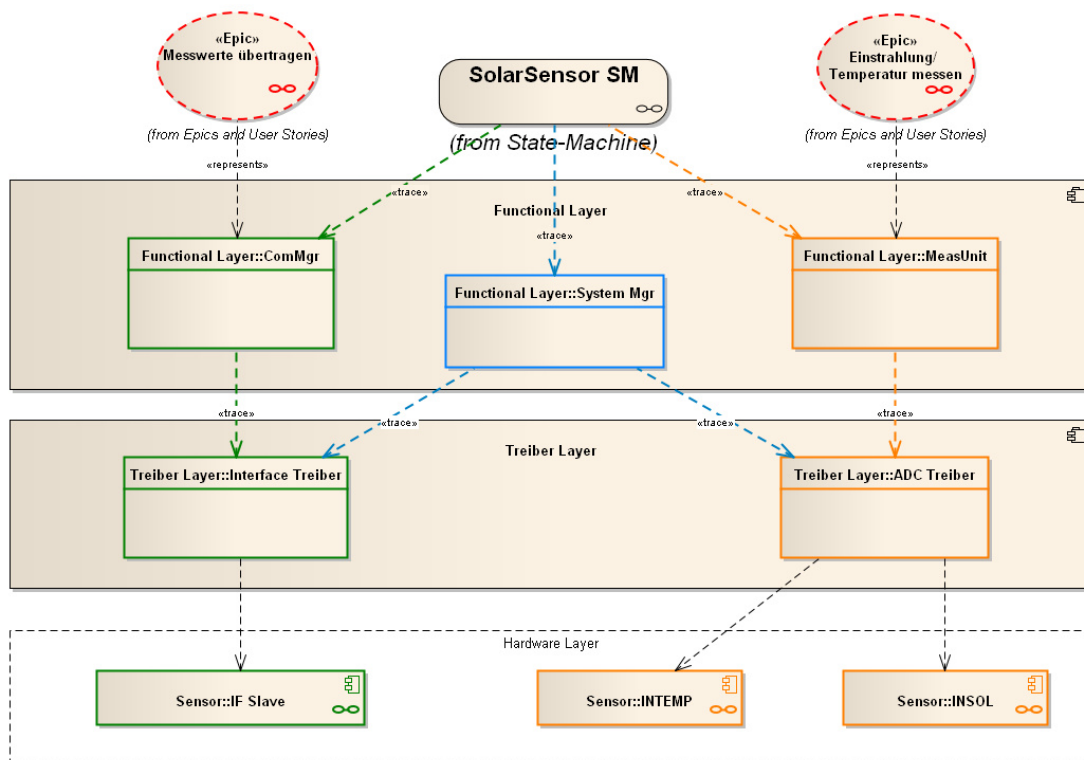 «Epic»
Messwerte übertragen
(from Epics and User Stories)
SolarSensor SM
(from State-Machine)
«Epic»
Einstrahlung/
Temperatur messen
(from Epics and User Stories)
«represents»
«represents»
«trace»
«trace»
«trace»
Functional Layer
Functional Layer::ComMgr
Functional Layer::System Mgr
Functional Layer::MeasUnit
«trace»
«trace»
«trace»
«trace»
Treiber Layer
Treiber Layer::Interface Treiber
Treiber Layer::ADC Treiber
Hardware Layer
Sensor::IF Slave
Sensor::INTEMP
Sensor::INSOL